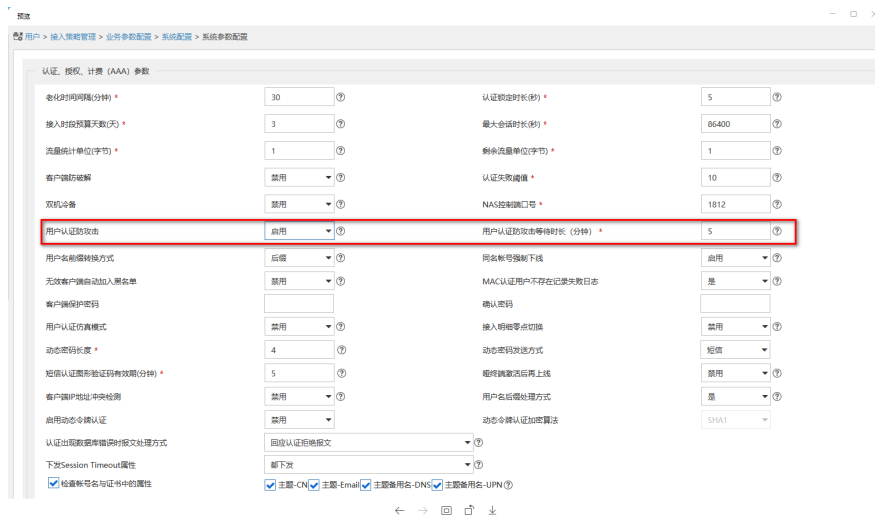 预览
用户 > 接入策略管理 > 业务参数配置 > 系统配置 > 系统参数配置
认证、授权、计费（AAA）参数
老化时间间隔(分钟) * 30 认证锁定时长(秒) * 5
接入时段预算天数(天) * 3 最大会话时长(秒) * 86400
流量统计单位(字节) * 1 剩余流量单位(字节) * 1
客户端防破解 禁用 认证失败阈值 * 10
双机冷备 禁用 NAS控制端口号 * 1812
用户认证防攻击 启用 用户认证防攻击等待时长（分钟） * 5
用户名前缀转换方式 后缀 同名帐号强制下线 启用
无效客户端自动加入黑名单 禁用 MAC认证用户不存在记录失败日志 是
客户端保护密码 确认密码
用户认证仿真模式 禁用 接入明细零点切换 禁用
动态密码长度 * 4 动态密码发送方式 短信
短信认证图形验证码有效期(分钟) * 5 哑终端激活后再上线 禁用
客户端IP地址冲突检测 禁用 用户名后缀处理方式 是
启用动态令牌认证 禁用 动态令牌认证加密算法 SHA1
认证出现数据库错误时报文处理方式 回应认证拒绝报文
下发Session Timeout属性 都下发
检查帐号名与证书中的属性 主题-CN 主题-Email 主题备用名-DNS 主题备用名-UPN